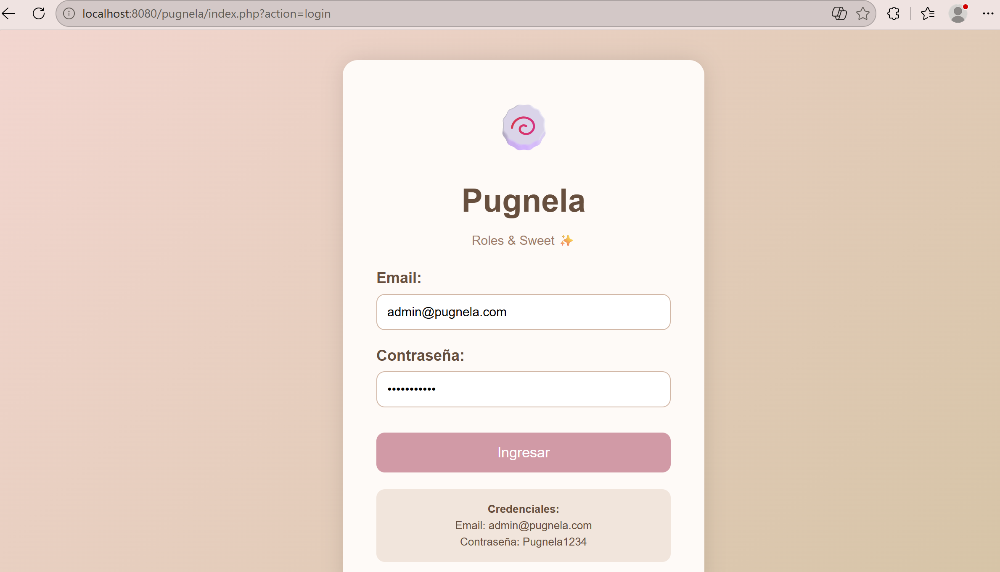 localhost:8080/pugnela/index.php?action=login
Pugnela
Roles & Sweet ✨
Email:
admin@pugnela.com
Contraseña:
•••••••••••
Ingresar
Credenciales:
Email: admin@pugnela.com
Contraseña: Pugnela1234